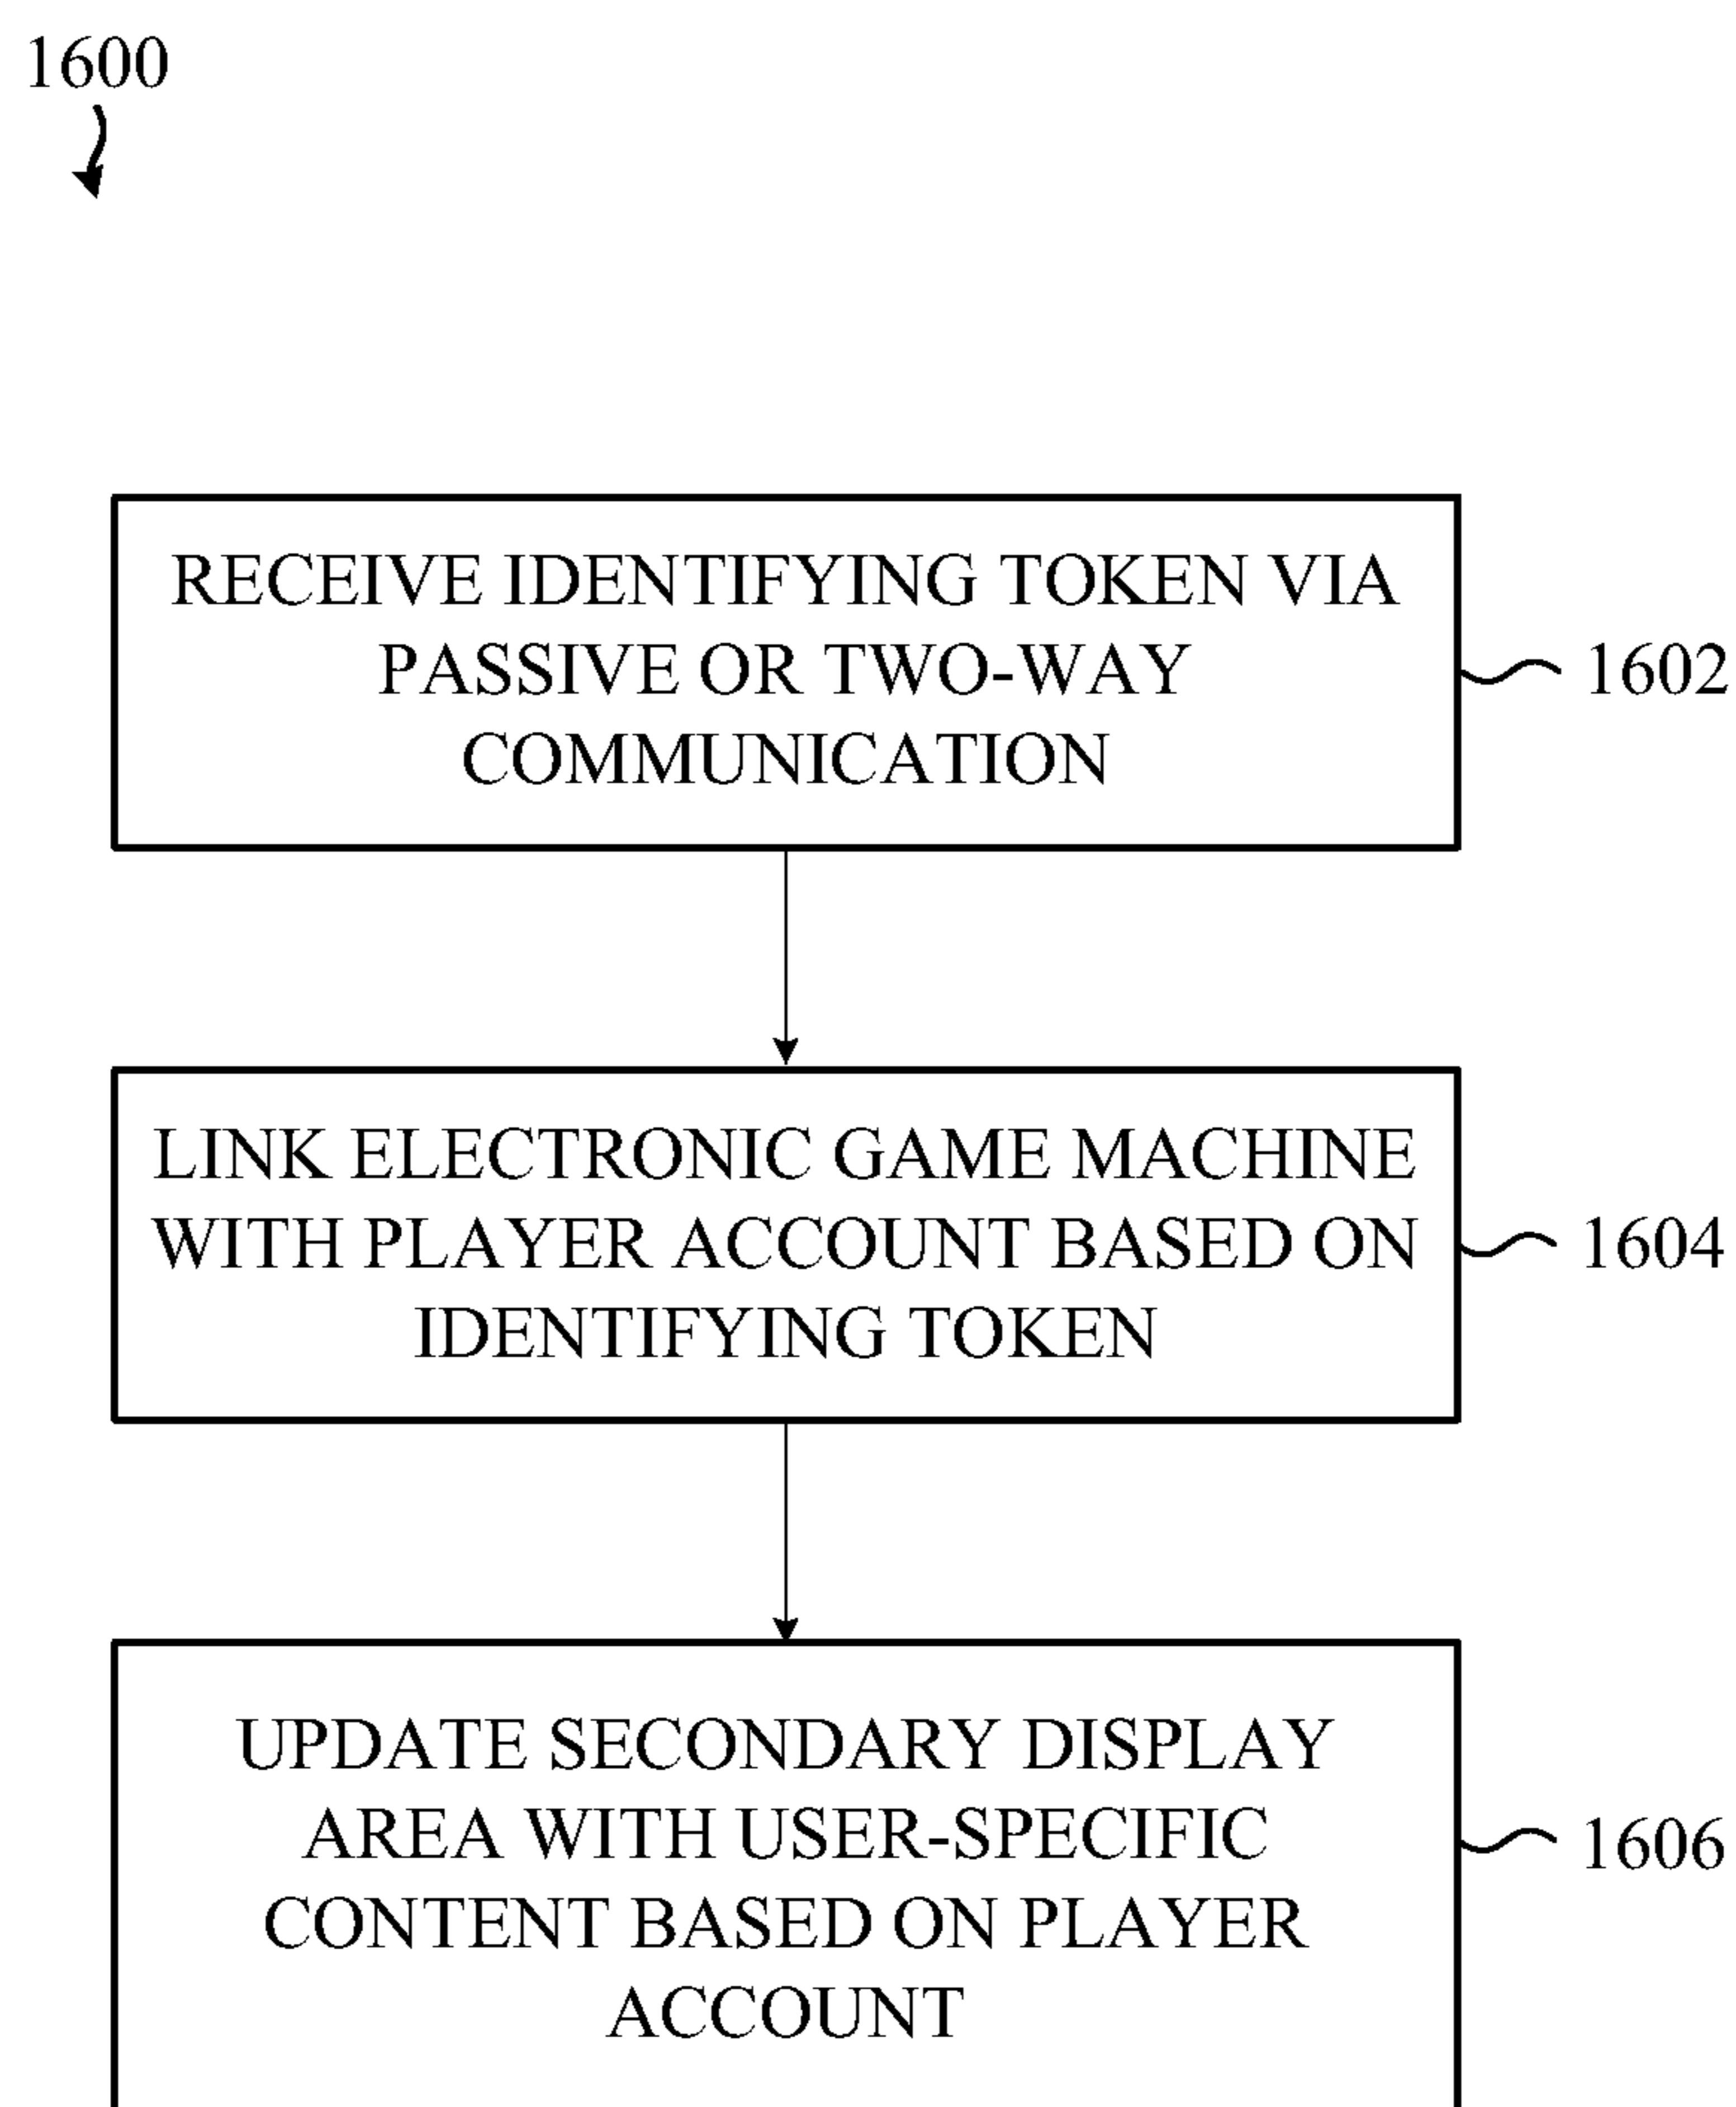 1600
RECEIVE IDENTIFYING TOKEN VIA
PASSIVE OR TWO-WAY
COMMUNICATION
1602
LINK ELECTRONIC GAME MACHINE
WITH PLAYER ACCOUNT BASED ON
IDENTIFYING TOKEN
1604
UPDATE SECONDARY DISPLAY
AREA WITH USER-SPECIFIC
CONTENT BASED ON PLAYER
ACCOUNT
1606